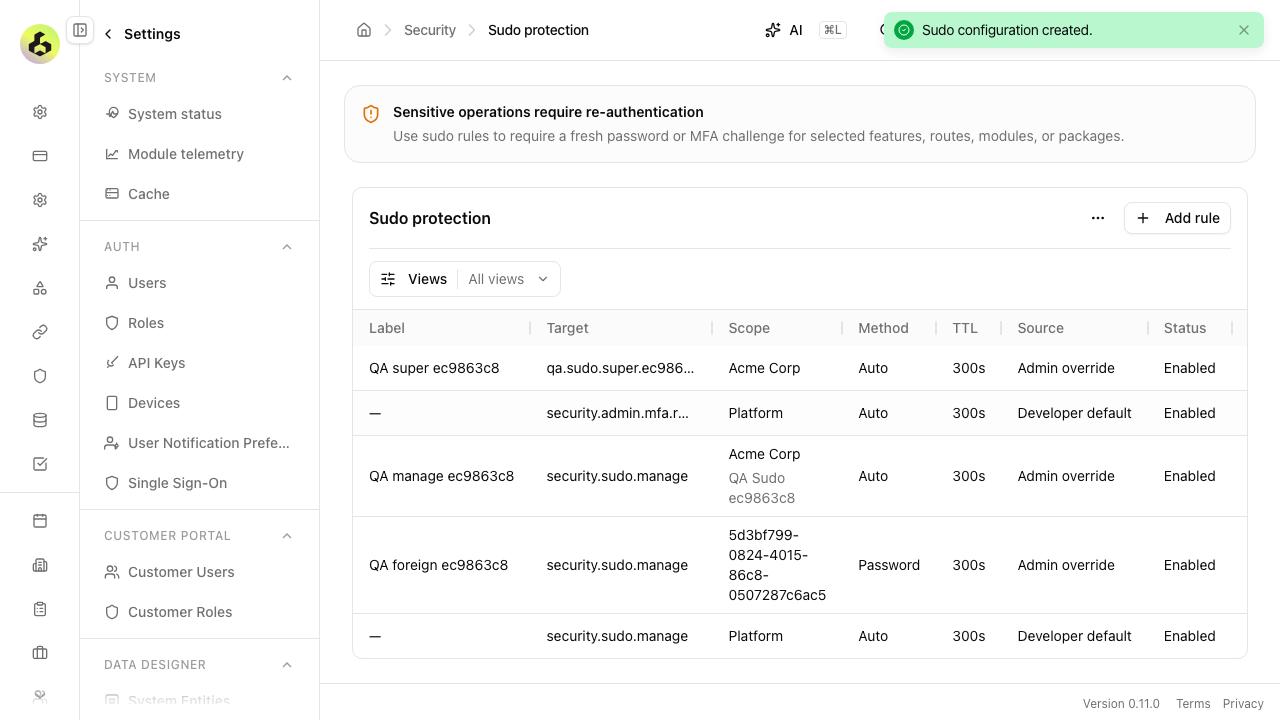 Settings
Security
Sudo protection
AI
⌘L
Sudo configuration created.
SYSTEM
System status
Module telemetry
Cache
AUTH
Users
Roles
API Keys
Devices
User Notification Prefe...
Single Sign-On
CUSTOMER PORTAL
Customer Users
Customer Roles
DATA DESIGNER
System Entities
Sensitive operations require re-authentication
Use sudo rules to require a fresh password or MFA challenge for selected features, routes, modules, or packages.
Sudo protection
Add rule
Views
All views
Label Target Scope Method TTL Source Status
QA super ec9863c8 qa.sudo.super.ec986... Acme Corp Auto 300s Admin override Enabled
— security.admin.mfa.r... Platform Auto 300s Developer default Enabled
QA manage ec9863c8 security.sudo.manage Acme Corp Auto 300s Admin override Enabled
QA Sudo
ec9863c8
QA foreign ec9863c8 security.sudo.manage 5d3bf799- Password 300s Admin override Enabled
0824-4015-
86c8-
0507287c6ac5
— security.sudo.manage Platform Auto 300s Developer default Enabled
Version 0.11.0 Terms Privacy